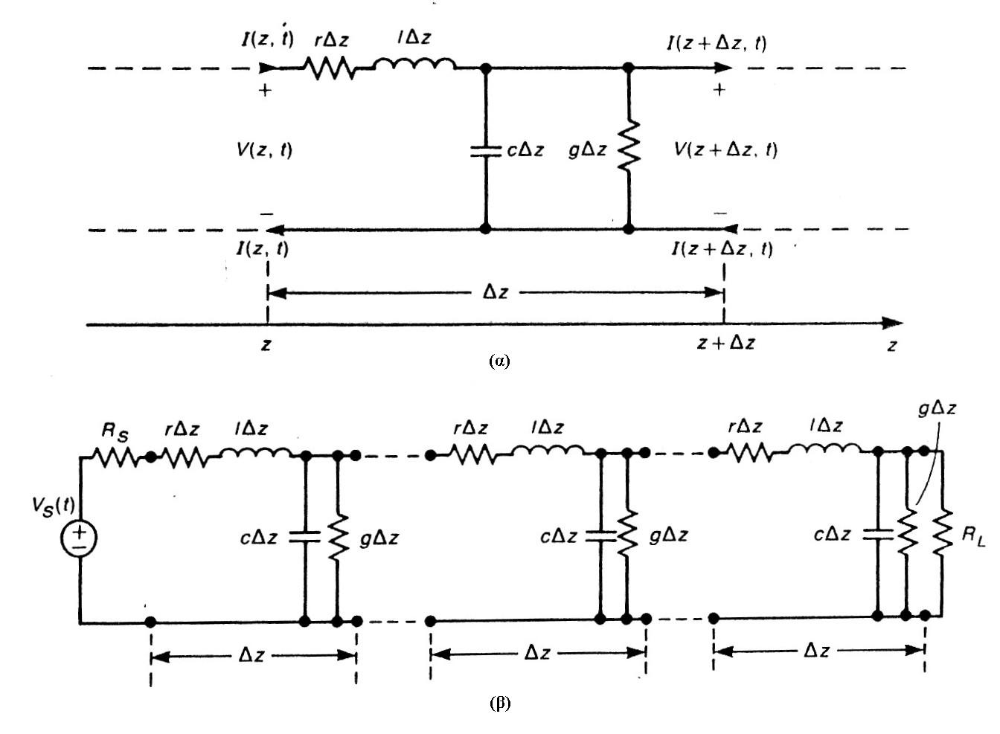 I(z, t) rΔz lΔz I(z + Δz, t)
+ +
V(z, t) cΔz gΔz V(z + Δz, t)
− −
I(z, t) I(z + Δz, t)
Δz
z z + Δz z
(α)
gΔz
R_S rΔz lΔz rΔz lΔz rΔz lΔz
V_S(t)
+
−
cΔz gΔz cΔz gΔz cΔz R_L
Δz Δz Δz
(β)